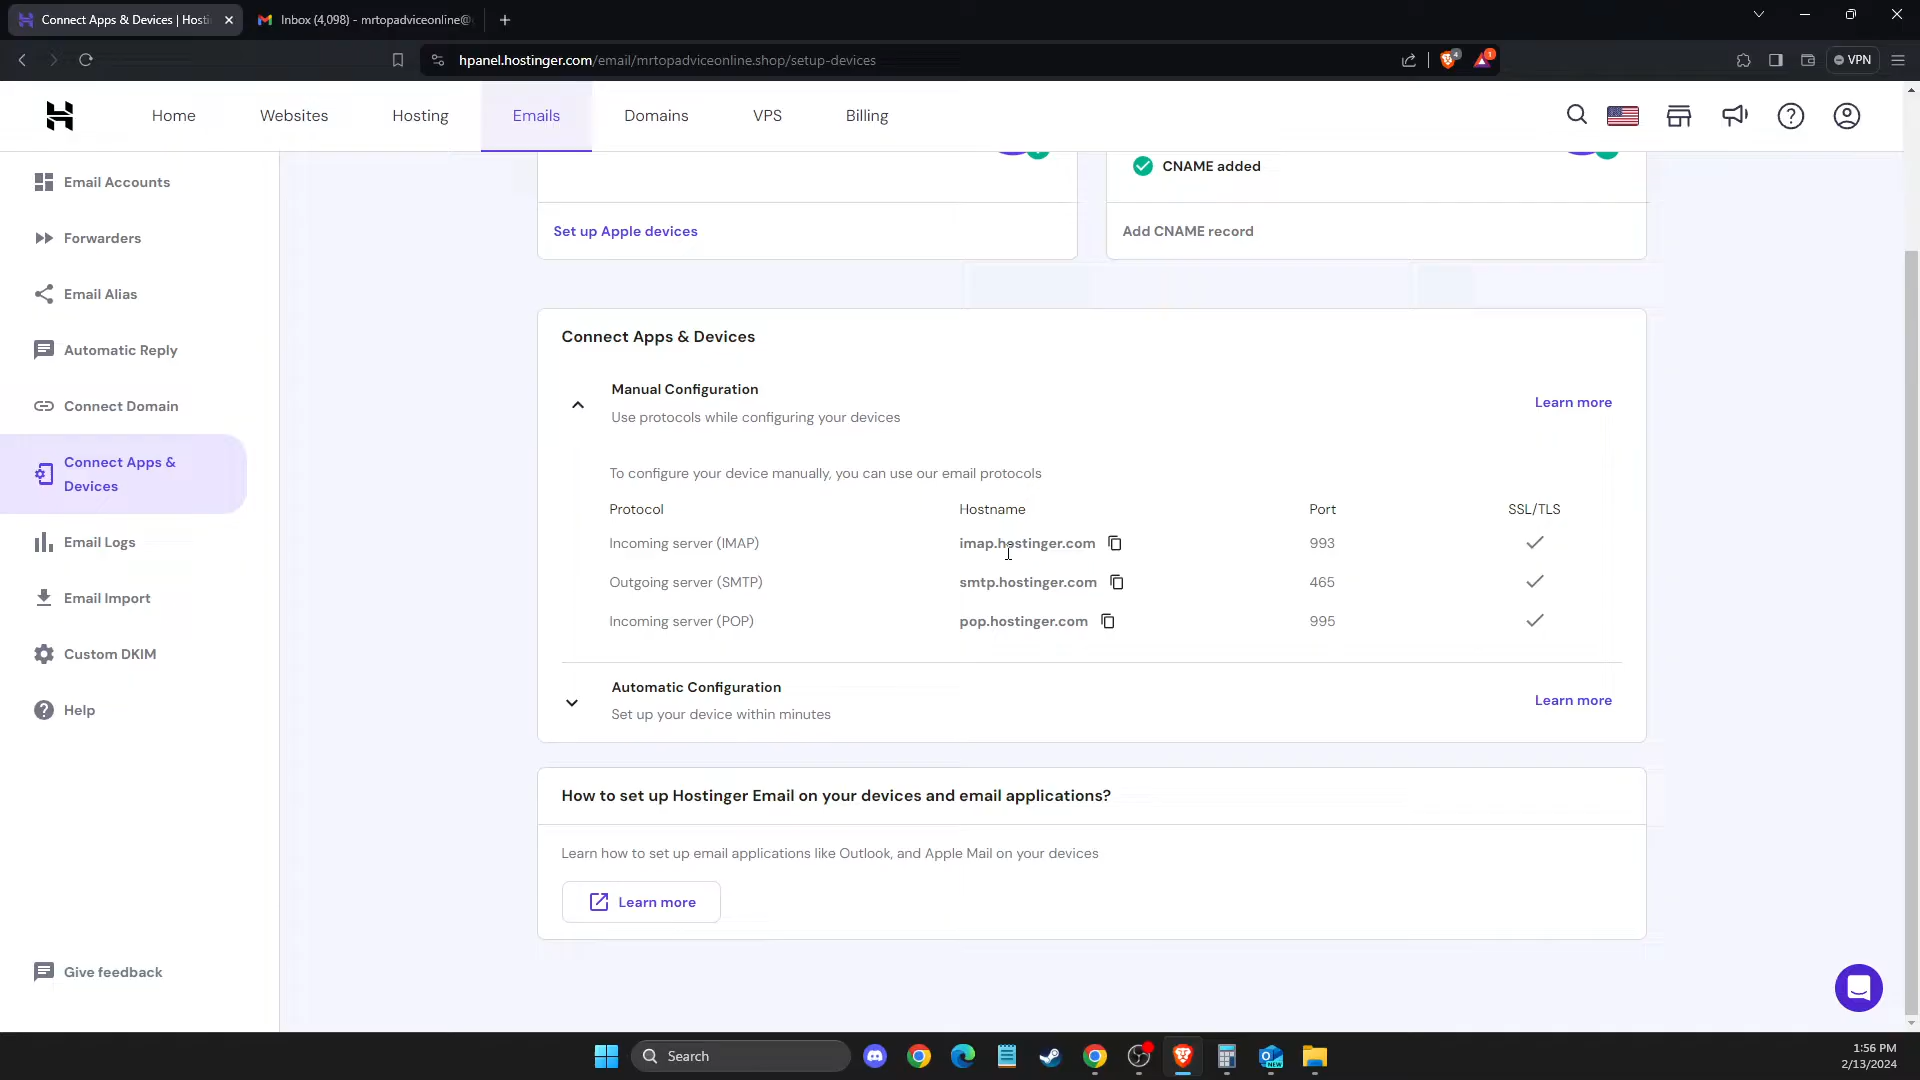 Connect Apps & Devices | Hosti
Inbox (4,098) - mrtopadviceonline@
hpanel.hostinger.com/email/mrtopadviceonline.shop/setup-devices
4
1
VPN
Home
Websites
Hosting
Emails
Domains
VPS
Billing
Email Accounts
Forwarders
Email Alias
Automatic Reply
Connect Domain
Connect Apps &
Devices
Email Logs
Email Import
Custom DKIM
Help
Give feedback
CNAME added
Set up Apple devices
Add CNAME record
Connect Apps & Devices
Manual Configuration
Use protocols while configuring your devices
Learn more
To configure your device manually, you can use our email protocols
Protocol Hostname Port SSL/TLS
Incoming server (IMAP) imap.hostinger.com 993
Outgoing server (SMTP) smtp.hostinger.com 465
Incoming server (POP) pop.hostinger.com 995
Automatic Configuration
Set up your device within minutes
Learn more
How to set up Hostinger Email on your devices and email applications?
Learn how to set up email applications like Outlook, and Apple Mail on your devices
Learn more
Search
NEW
1:56 PM
2/13/2024